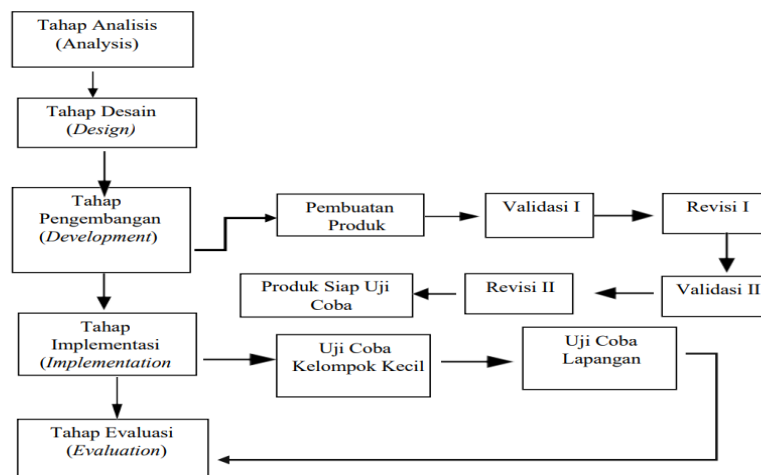 Tahap Analisis
(Analysis)
Tahap Desain
(Design)
Tahap
Pengembangan
(Development)
Pembuatan
Produk
Validasi I
Revisi I
Produk Siap Uji
Coba
Revisi II
Validasi II
Tahap
Implementasi
(Implementation
Uji Coba
Kelompok Kecil
Uji Coba
Lapangan
Tahap Evaluasi
(Evaluation)